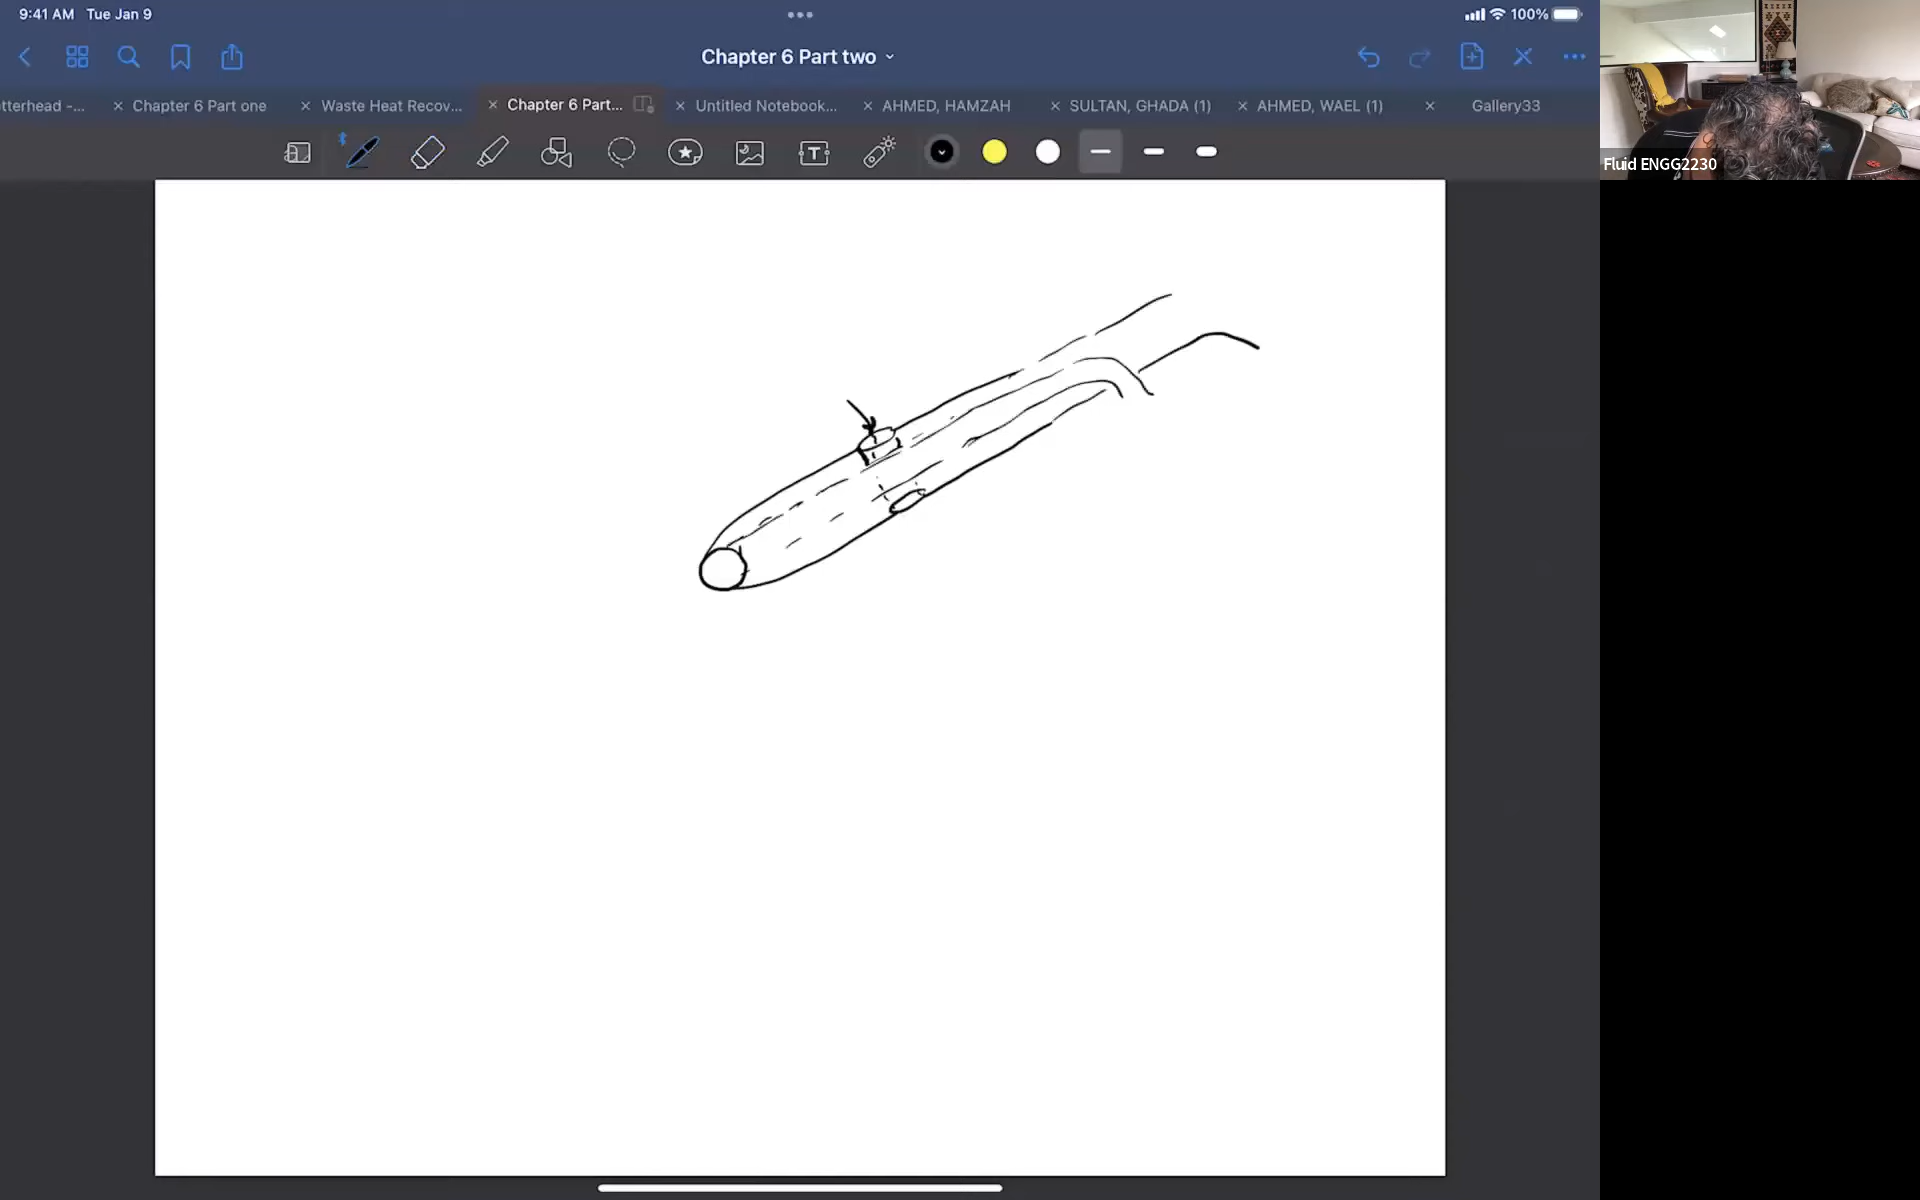 9:41 AM Tue Jan 9
100%
Chapter 6 Part two
tterhead -...
Chapter 6 Part one
Waste Heat Recov...
Chapter 6 Part...
Untitled Notebook...
AHMED, HAMZAH
SULTAN, GHADA (1)
AHMED, WAEL (1)
Gallery33
T
Fluid ENGG2230